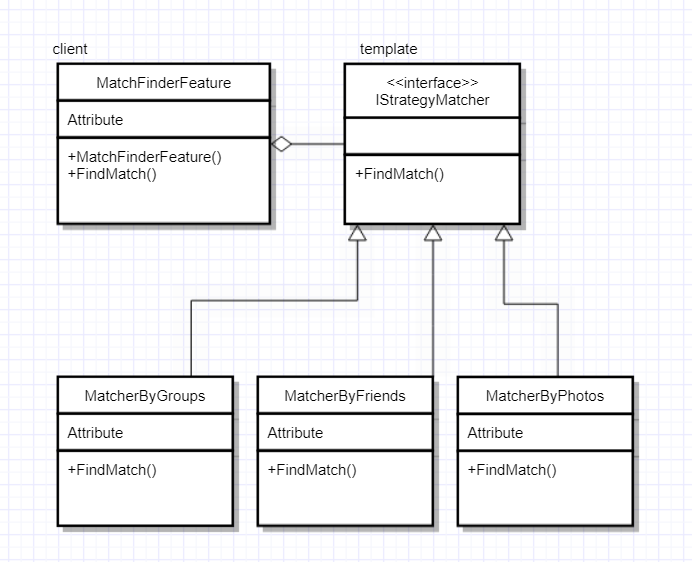 client
MatchFinderFeature
Attribute
+MatchFinderFeature()
+FindMatch()
template
<<interface>>
IStrategyMatcher
+FindMatch()
MatcherByGroups
Attribute
+FindMatch()
MatcherByFriends
Attribute
+FindMatch()
MatcherByPhotos
Attribute
+FindMatch()